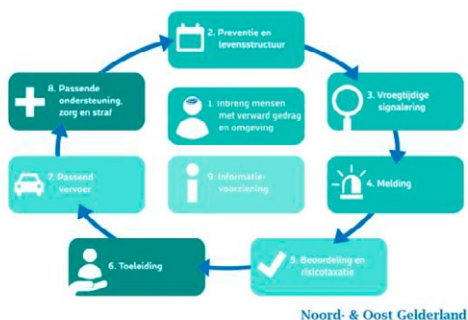 2. Preventie en
levensstructuur
8. Passende
ondersteuning,
zorg en straf
1. Inbreng mensen
met verward gedrag
en omgeving
3. Vroegtijdige
signalering
7. Passend
vervoer
9. Informatie-
voorziening
4. Melding
6. Toeleiding
5. Beoordeling en
risicotaxatie
Noord- & Oost Gelderland